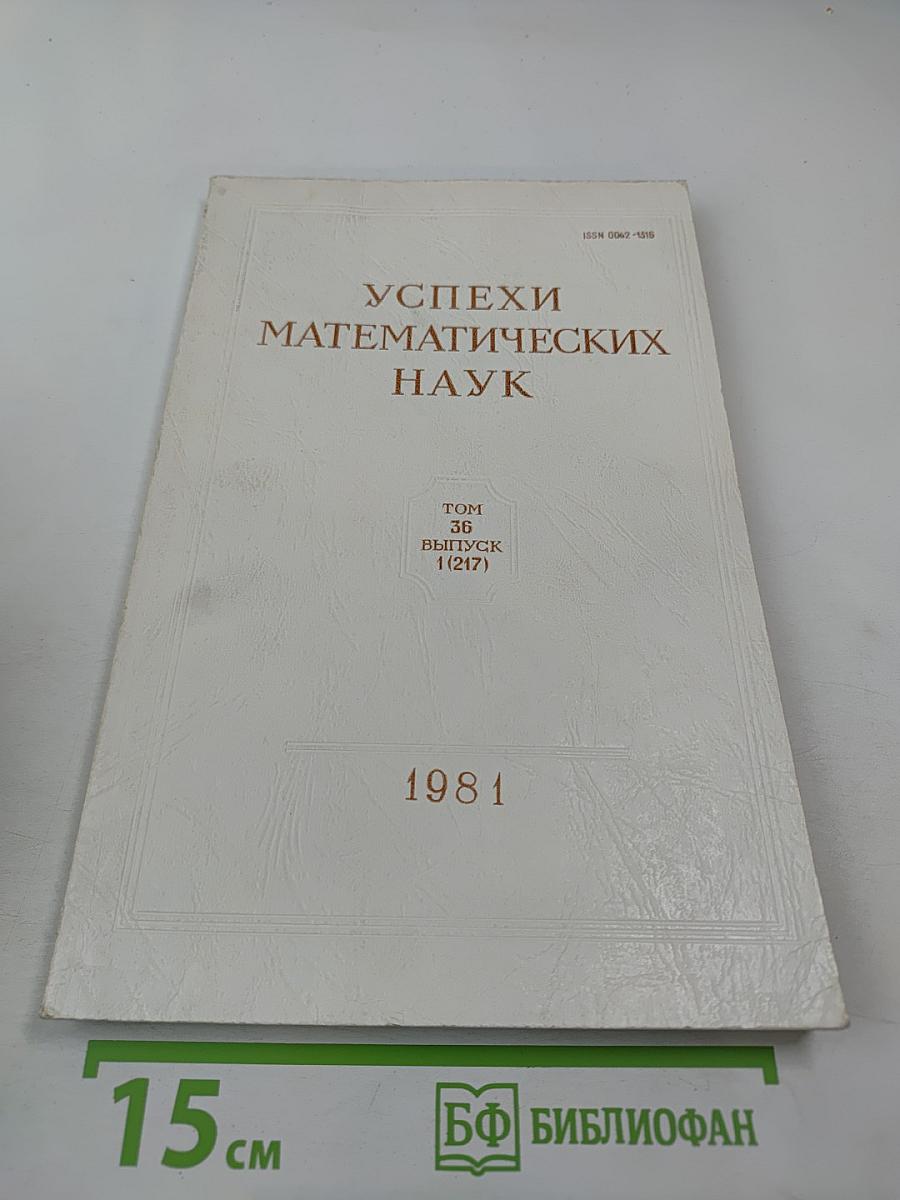 ISSN 0042-1316
УСПЕХИ
МАТЕМАТИЧЕСКИХ
НАУК
ТОМ
36
ВЫПУСК
1(217)
1981
15 см
БФ БИБЛИОФАН